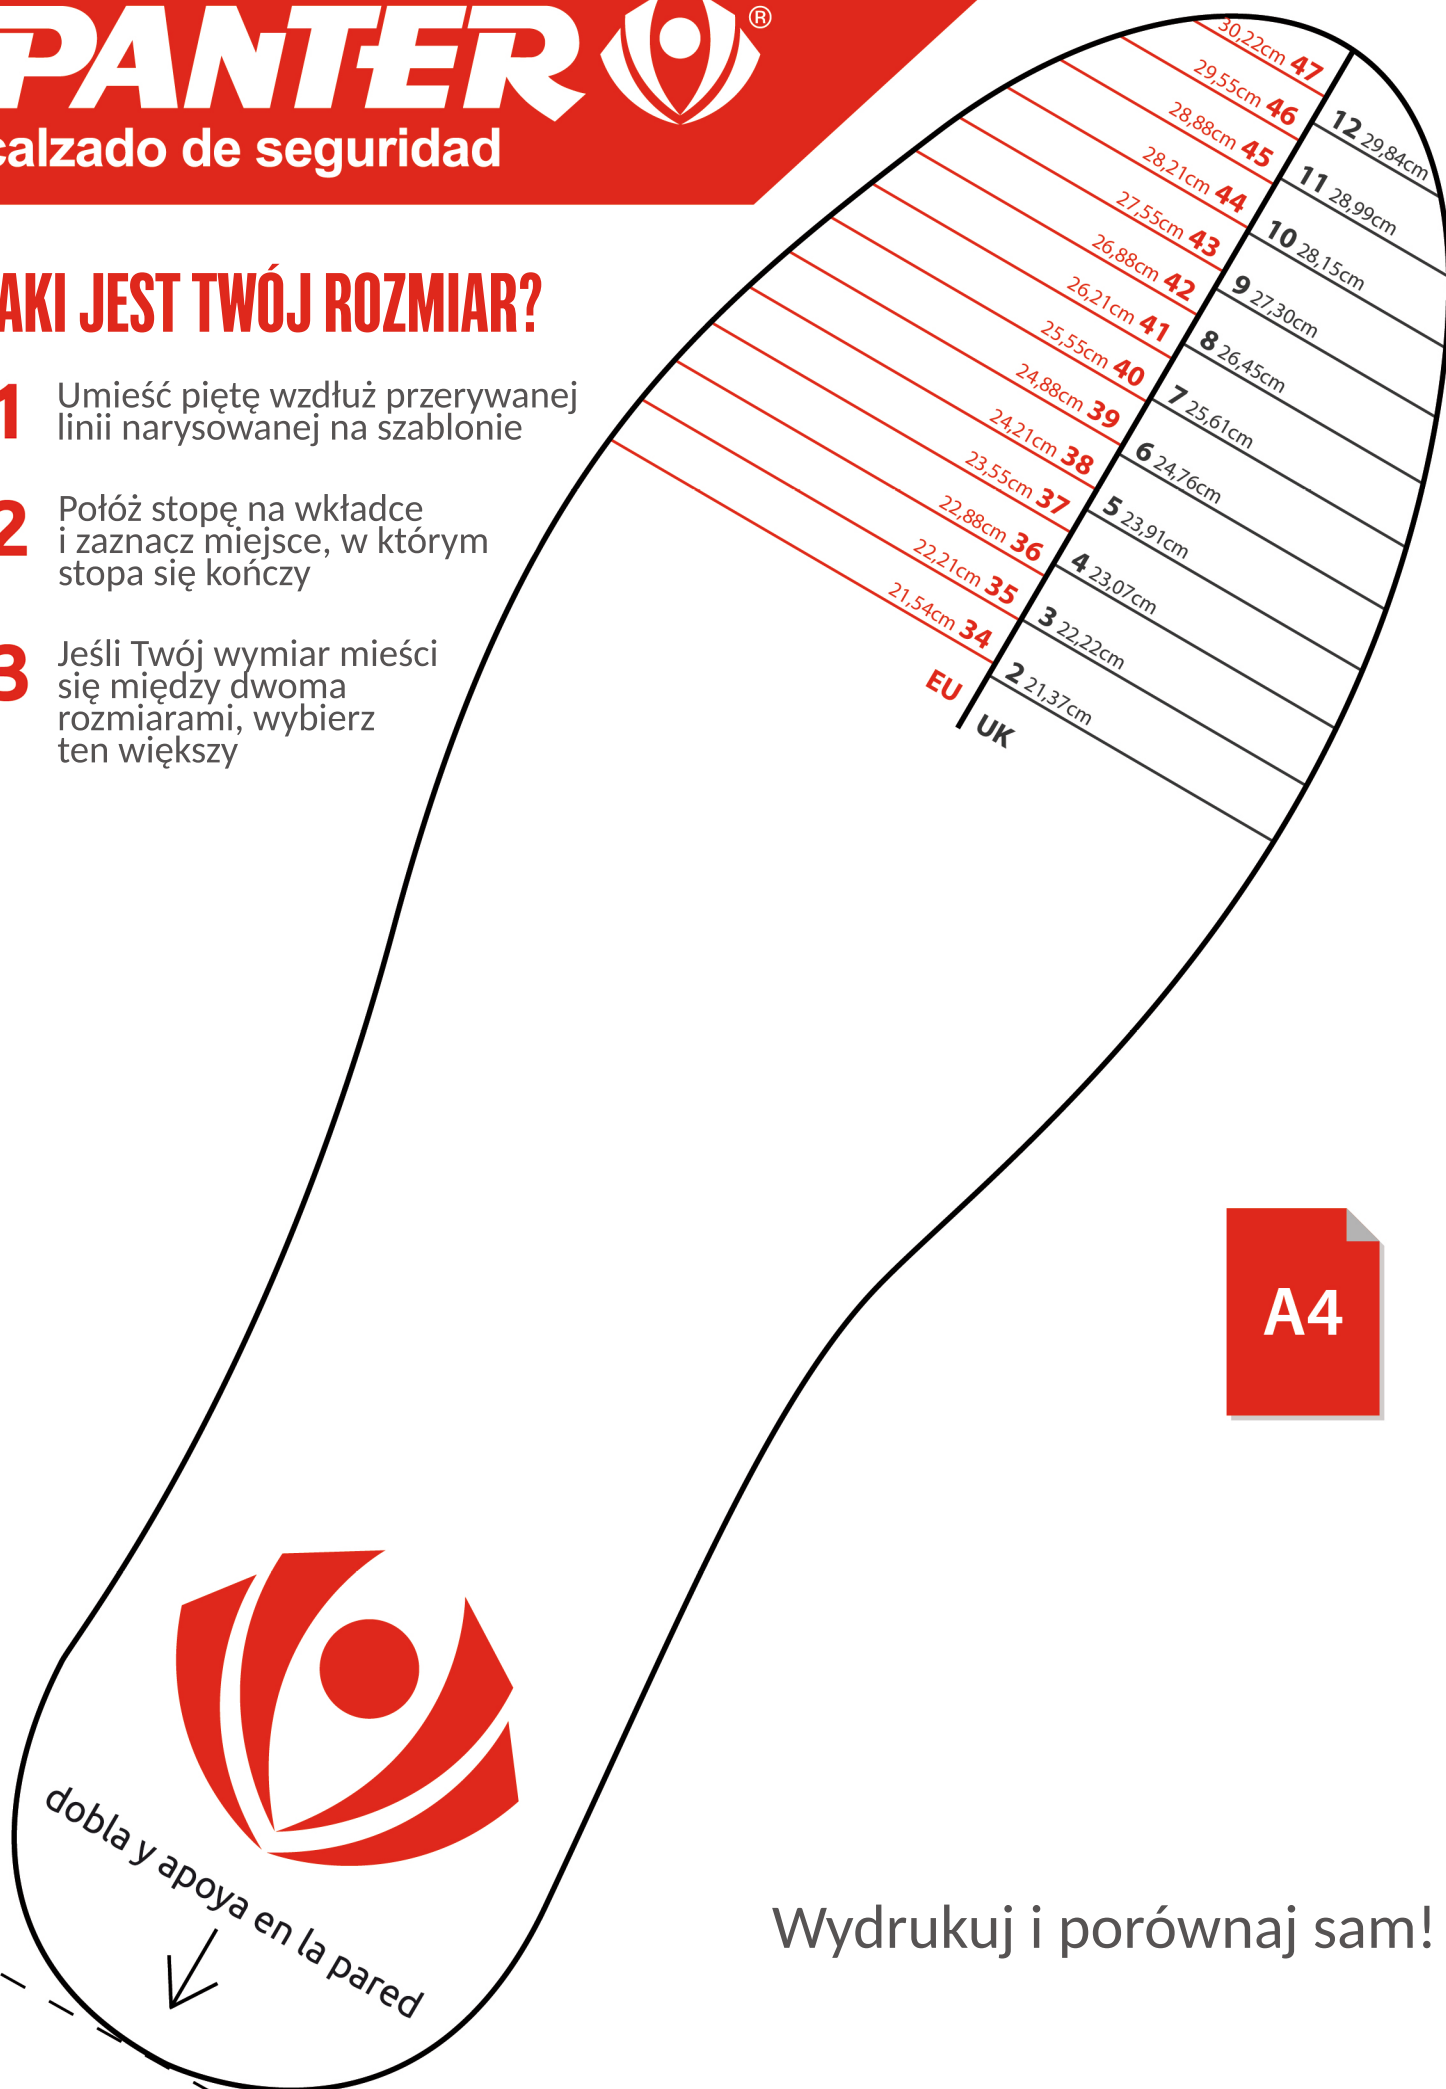 PANTER ®
calzado de seguridad
AKI JEST TWÓJ ROZMIAR?
1 Umieść piętę wzdłuż przerywanej
linii narysowanej na szablonie
2 Połóż stopę na wkładce
i zaznacz miejsce, w którym
stopa się kończy
3 Jeśli Twój wymiar mieści
się między dwoma
rozmiarami, wybierz
ten większy
30,22cm 47
29,55cm 46
28,88cm 45
28,21cm 44
27,55cm 43
26,88cm 42
26,21cm 41
25,55cm 40
24,88cm 39
24,21cm 38
23,55cm 37
22,88cm 36
22,21cm 35
21,54cm 34
EU
12 29,84cm
11 28,99cm
10 28,15cm
9 27,30cm
8 26,45cm
7 25,61cm
6 24,76cm
5 23,91cm
4 23,07cm
3 22,22cm
2 21,37cm
UK
A4
dobla y apoya en la pared
Wydrukuj i porównaj sam!